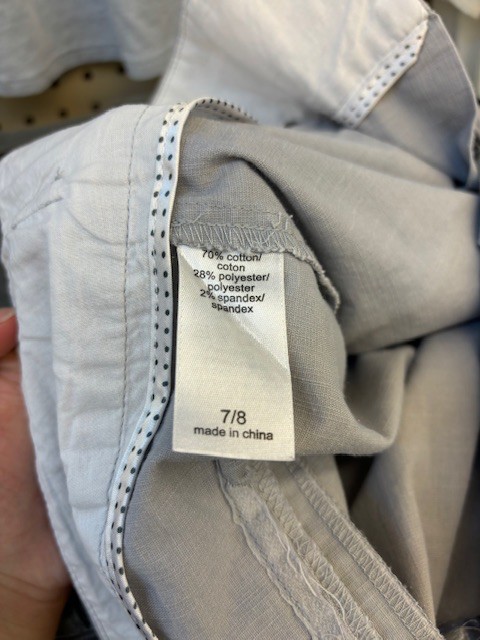 70% cotton/
coton
28% polyester/
polyester
2% spandex/
spandex
7/8
made in china